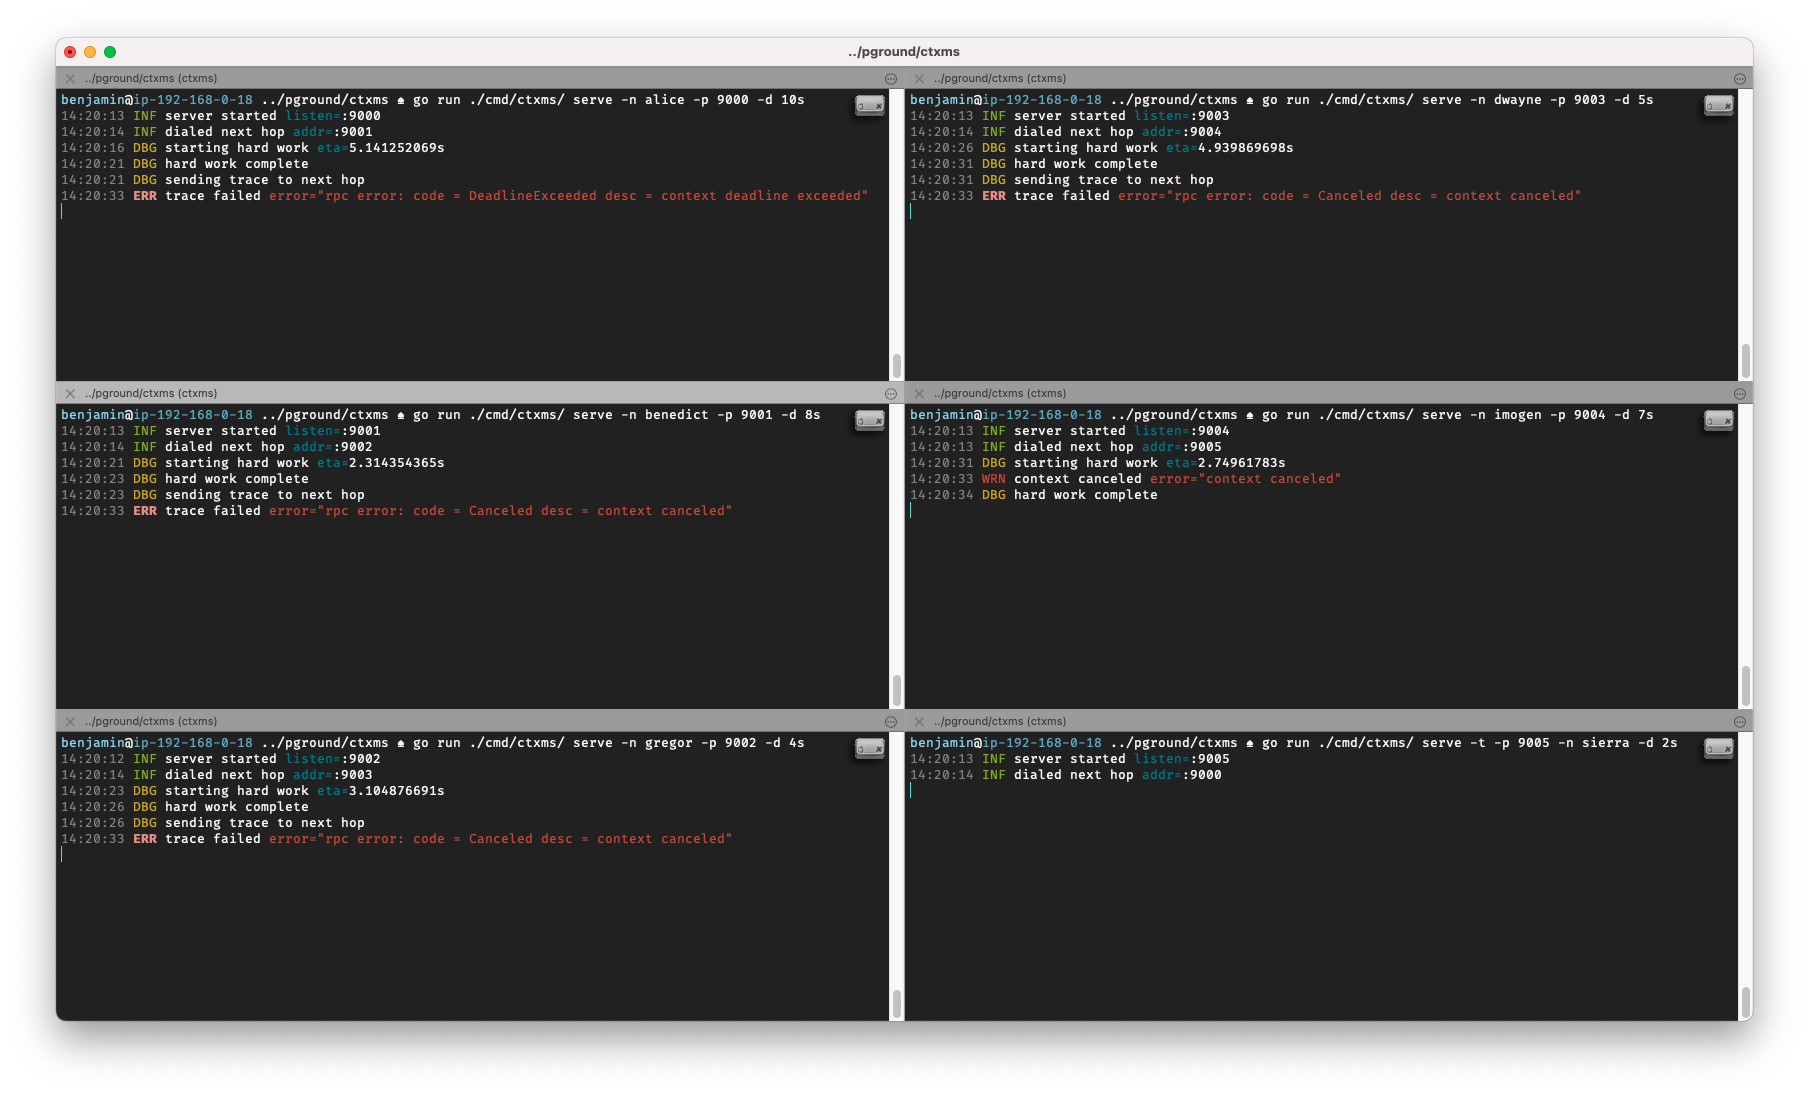 ../pground/ctxms
../pground/ctxms (ctxms)
benjamin@ip-192-168-0-18 ../pground/ctxms ♠ go run ./cmd/ctxms/ serve -n alice -p 9000 -d 10s
14:20:13 INF server started listen=:9000
14:20:14 INF dialed next hop addr=:9001
14:20:16 DBG starting hard work eta=5.141252069s
14:20:21 DBG hard work complete
14:20:21 DBG sending trace to next hop
14:20:33 ERR trace failed error="rpc error: code = DeadlineExceeded desc = context deadline exceeded"
../pground/ctxms (ctxms)
benjamin@ip-192-168-0-18 ../pground/ctxms ♠ go run ./cmd/ctxms/ serve -n dwayne -p 9003 -d 5s
14:20:13 INF server started listen=:9003
14:20:14 INF dialed next hop addr=:9004
14:20:26 DBG starting hard work eta=4.939869698s
14:20:31 DBG hard work complete
14:20:31 DBG sending trace to next hop
14:20:33 ERR trace failed error="rpc error: code = Canceled desc = context canceled"
../pground/ctxms (ctxms)
benjamin@ip-192-168-0-18 ../pground/ctxms ♠ go run ./cmd/ctxms/ serve -n benedict -p 9001 -d 8s
14:20:13 INF server started listen=:9001
14:20:14 INF dialed next hop addr=:9002
14:20:21 DBG starting hard work eta=2.314354365s
14:20:23 DBG hard work complete
14:20:23 DBG sending trace to next hop
14:20:33 ERR trace failed error="rpc error: code = Canceled desc = context canceled"
../pground/ctxms (ctxms)
benjamin@ip-192-168-0-18 ../pground/ctxms ♠ go run ./cmd/ctxms/ serve -n imogen -p 9004 -d 7s
14:20:13 INF server started listen=:9004
14:20:13 INF dialed next hop addr=:9005
14:20:31 DBG starting hard work eta=2.74961783s
14:20:33 WRN context canceled error="context canceled"
14:20:34 DBG hard work complete
../pground/ctxms (ctxms)
benjamin@ip-192-168-0-18 ../pground/ctxms ♠ go run ./cmd/ctxms/ serve -n gregor -p 9002 -d 4s
14:20:12 INF server started listen=:9002
14:20:14 INF dialed next hop addr=:9003
14:20:23 DBG starting hard work eta=3.104876691s
14:20:26 DBG hard work complete
14:20:26 DBG sending trace to next hop
14:20:33 ERR trace failed error="rpc error: code = Canceled desc = context canceled"
../pground/ctxms (ctxms)
benjamin@ip-192-168-0-18 ../pground/ctxms ♠ go run ./cmd/ctxms/ serve -t -p 9005 -n sierra -d 2s
14:20:13 INF server started listen=:9005
14:20:14 INF dialed next hop addr=:9000